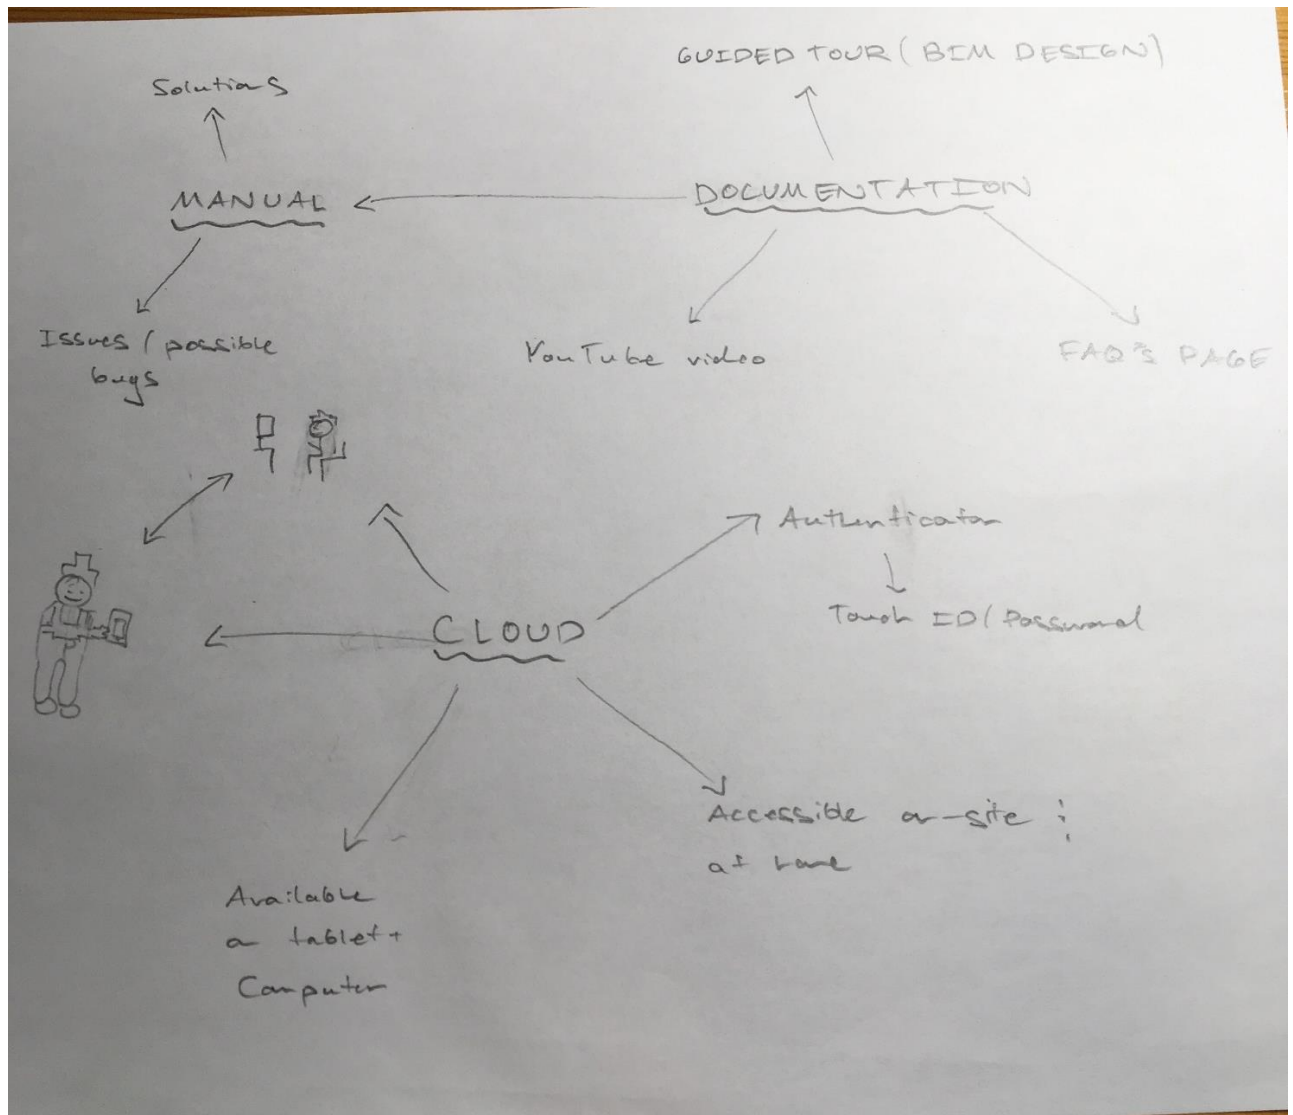 GUIDED TOUR (BIM DESIGN)
Solutions
MANUAL
DOCUMENTATION
Issues / possible
bugs
YouTube video
FAQ's PAGE
Authenticator
Touch ID / Password
CLOUD
Accessible on-site
at home
Available
on tablet +
Computer